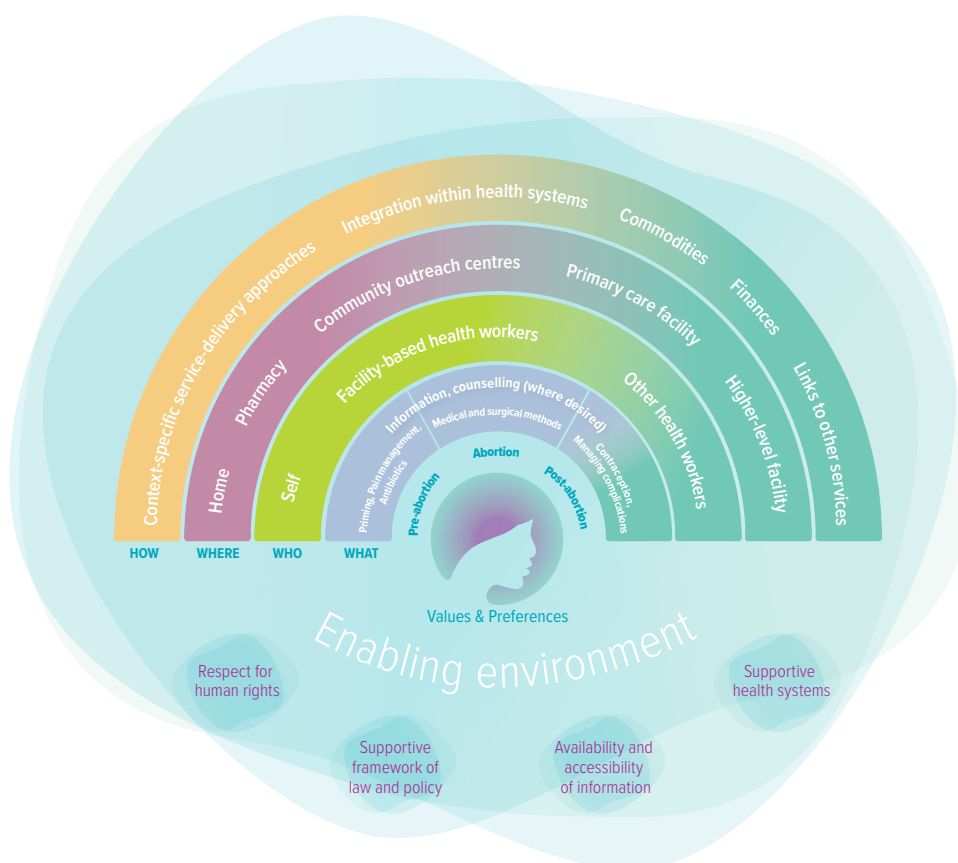 Context-specific service-delivery approaches
Integration within health systems
Commodities
Finances
Links to other services
Home
Pharmacy
Community outreach centres
Primary care facility
Higher-level facility
Self
Facility-based health workers
Other health workers
Information, counselling (where desired)
Priming, Pain management,
Antibiotics
Medical and surgical methods
Contraception,
Managing complications
Pre-abortion
Abortion
Post-abortion
HOW
WHERE
WHO
WHAT
Values & Preferences
Enabling environment
Respect for
human rights
Supportive
framework of
law and policy
Availability and
accessibility
of information
Supportive
health systems